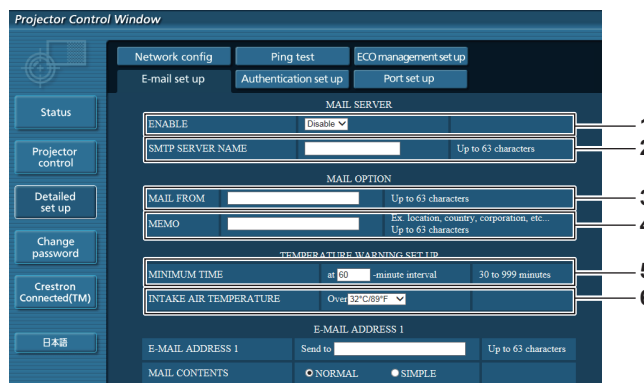 Projector Control Window
Network config Ping test ECO management set up
E-mail set up Authentication set up Port set up
Status
Projector control
Detailed set up
Change password
Crestron Connected(TM)
日本語
MAIL SERVER
ENABLE Disable 1
SMTP SERVER NAME Up to 63 characters 2
MAIL OPTION
MAIL FROM Up to 63 characters 3
MEMO Ex. location, country, corporation, etc... 4
Up to 63 characters
TEMPERATURE WARNING SET UP
MINIMUM TIME at 60 -minute interval 30 to 999 minutes 5
INTAKE AIR TEMPERATURE Over 32°C/89°F 6
E-MAIL ADDRESS 1
E-MAIL ADDRESS 1 Send to Up to 63 characters
MAIL CONTENTS NORMAL SIMPLE